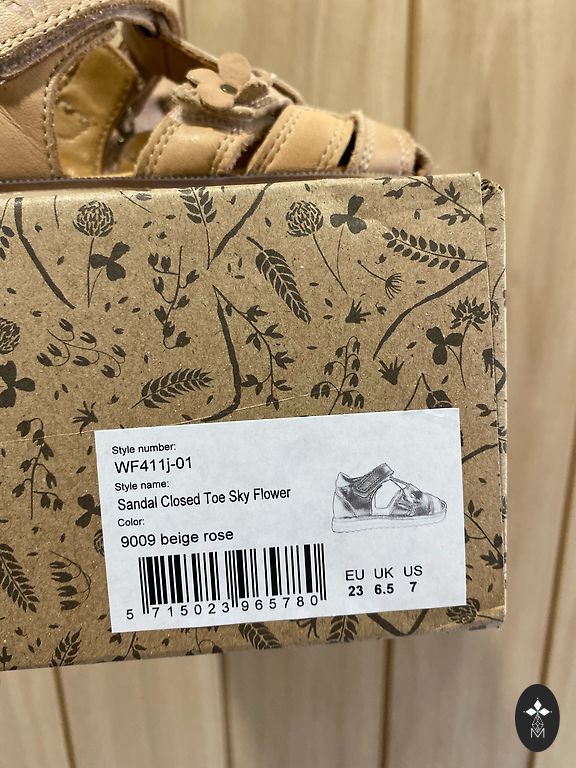 Style number:
WF411j-01
Style name:
Sandal Closed Toe Sky Flower
Color:
9009 beige rose
5 715023 965780
EU UK US
23 6.5 7
M